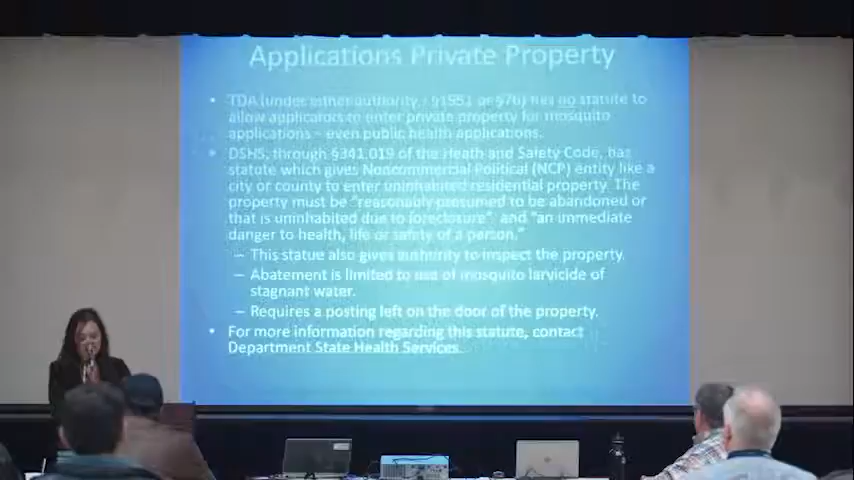 Applications Private Property
• TDA (under either authority - §1951 or §76) has no statute to
allow applicators to enter private property for mosquito
applications – even public health applications.
• DSHS, through §341.019 of the Heath and Safety Code, has
statute which gives Noncommercial Political (NCP) entity like a
city or county to enter uninhabited residential property. The
property must be "reasonably presumed to be abandoned or
that is uninhabited due to foreclosure" and "an immediate
danger to health, life or safety of a person."
– This statue also gives authority to inspect the property.
– Abatement is limited to use of mosquito larvicide of
stagnant water.
– Requires a posting left on the door of the property.
• For more information regarding this statute, contact
Department State Health Services.